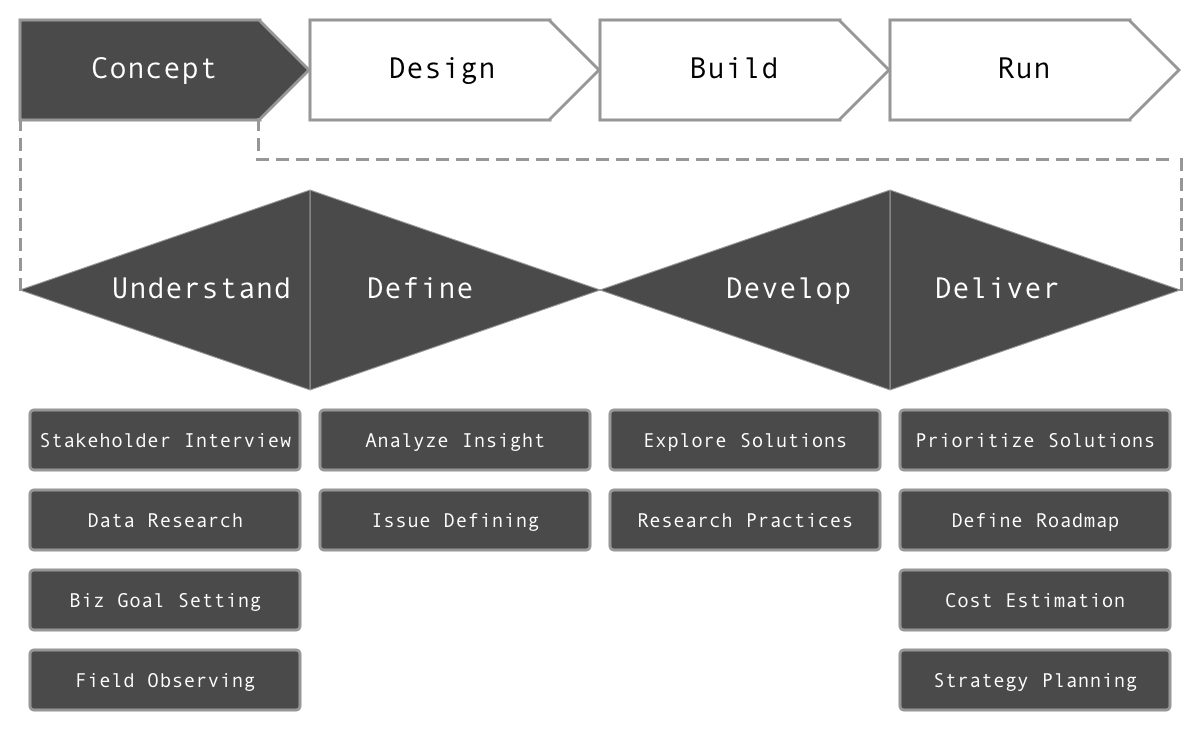 Concept
Design
Build
Run
Understand
Define
Develop
Deliver
Stakeholder Interview
Analyze Insight
Explore Solutions
Prioritize Solutions
Data Research
Issue Defining
Research Practices
Define Roadmap
Biz Goal Setting
Cost Estimation
Field Observing
Strategy Planning